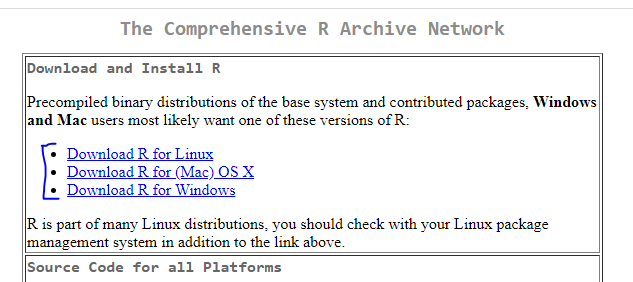 The Comprehensive R Archive Network
Download and Install R
Precompiled binary distributions of the base system and contributed packages, Windows
and Mac users most likely want one of these versions of R:
Download R for Linux
Download R for (Mac) OS X
Download R for Windows
R is part of many Linux distributions, you should check with your Linux package
management system in addition to the link above.
Source Code for all Platforms